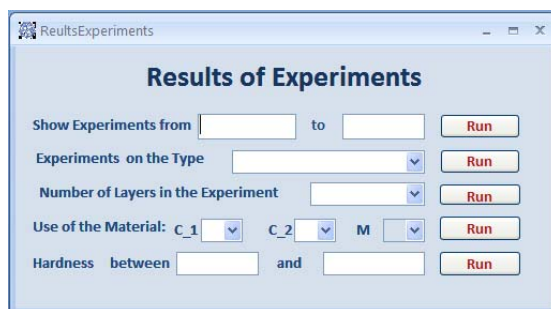 ReultsExperiments
Results of Experiments
Show Experiments from to Run
Experiments on the Type Run
Number of Layers in the Experiment Run
Use of the Material: C_1 C_2 M Run
Hardness between and Run